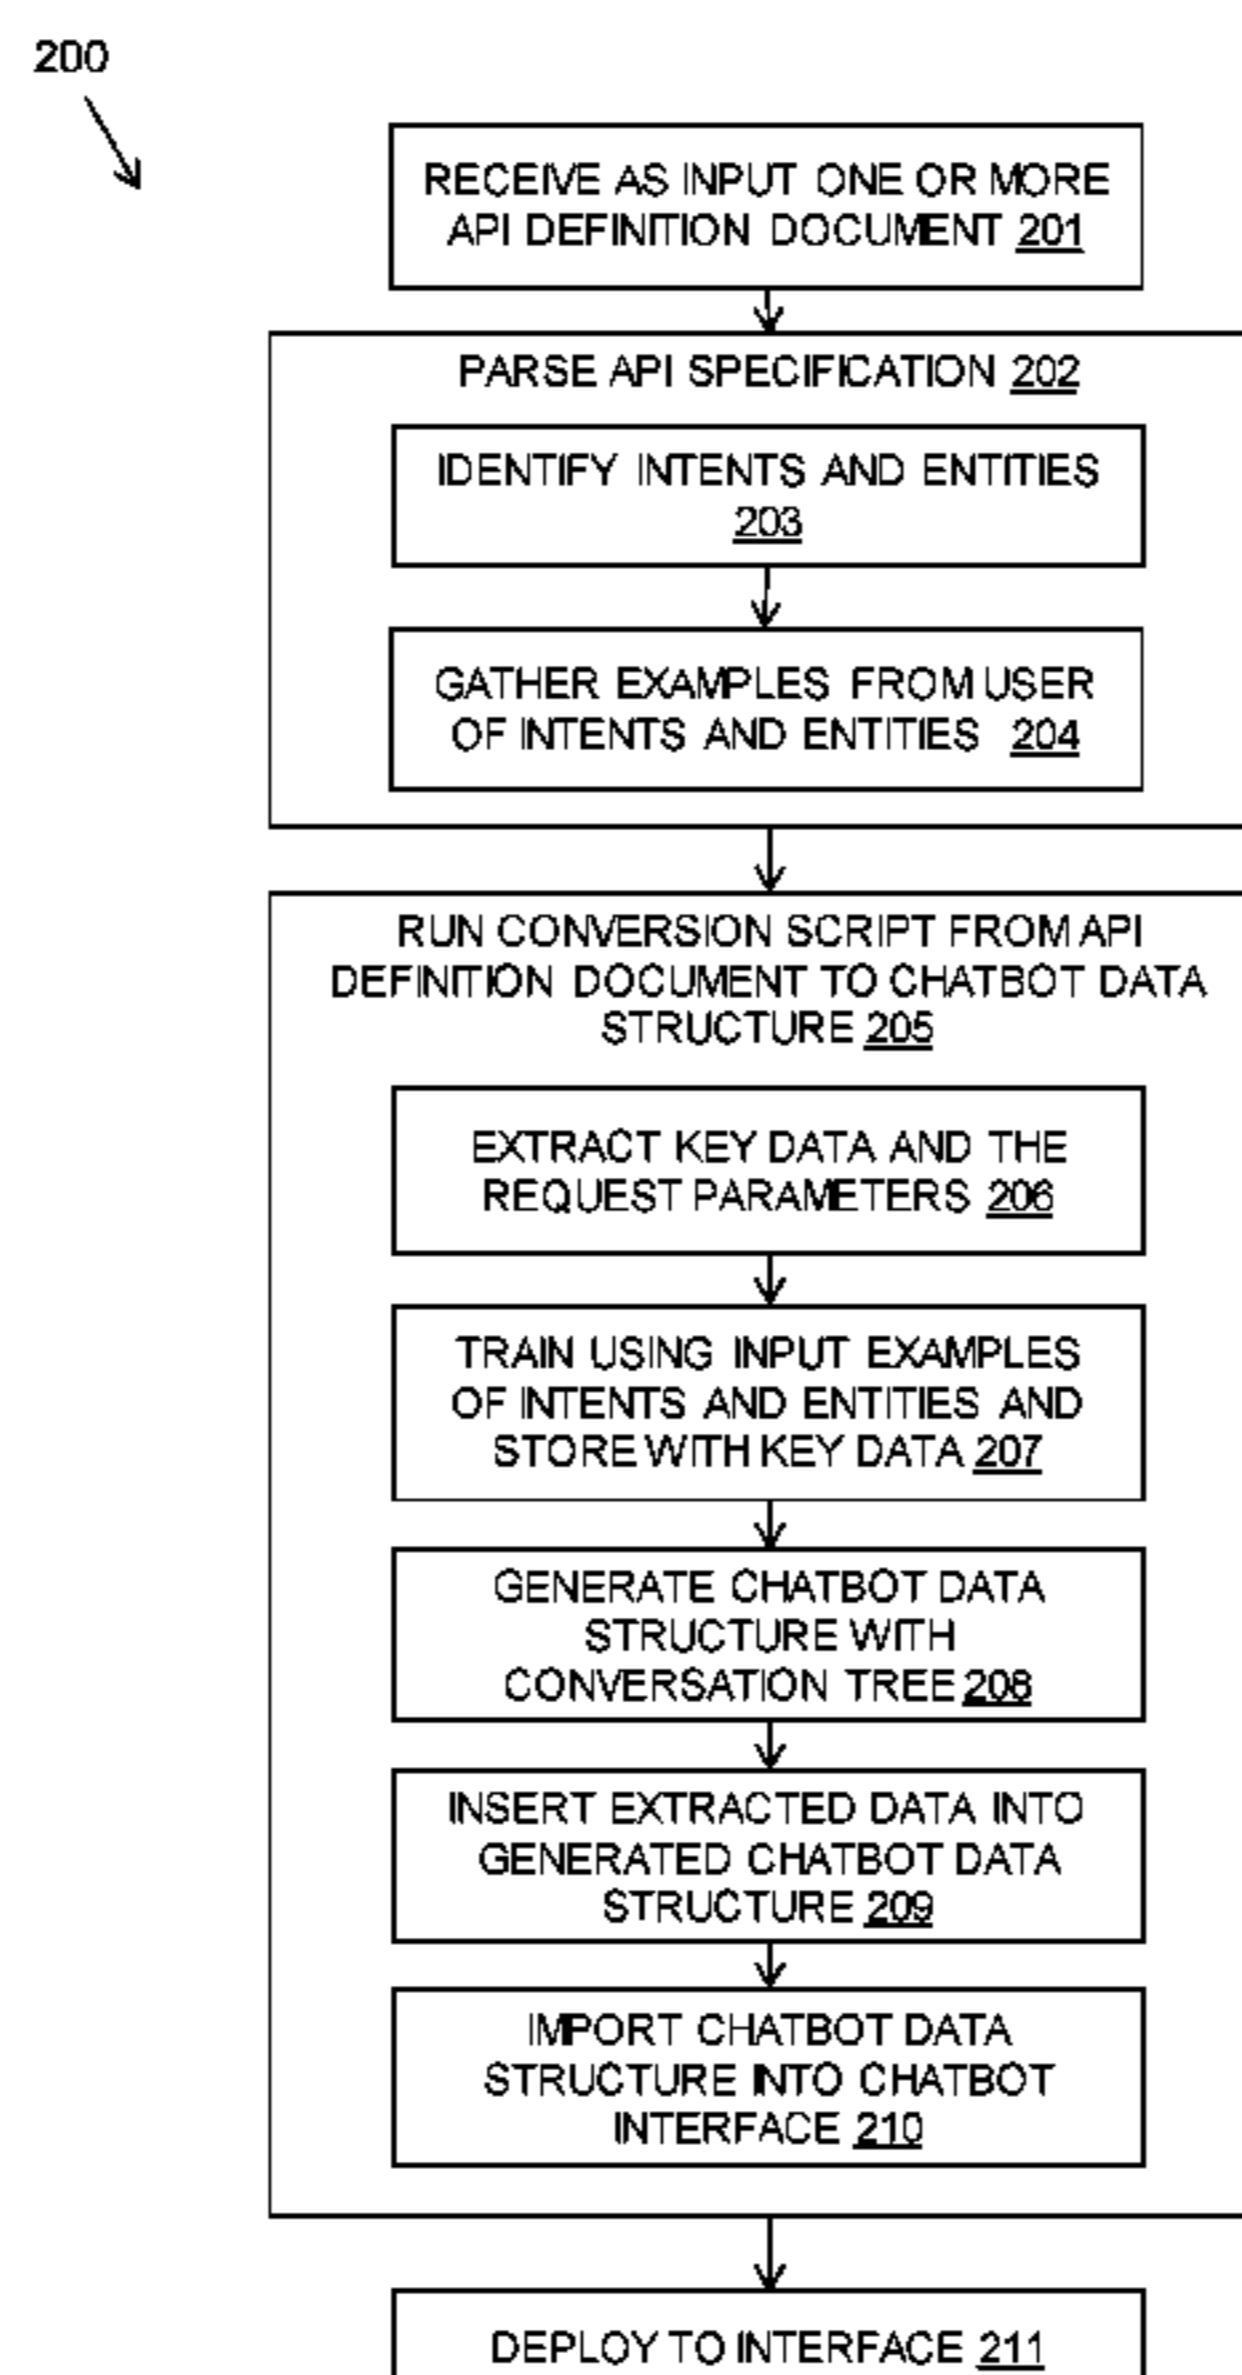 200
RECEIVE AS INPUT ONE OR MORE
API DEFINITION DOCUMENT 201
PARSE API SPECIFICATION 202
IDENTIFY INTENTS AND ENTITIES
203
GATHER EXAMPLES FROM USER
OF INTENTS AND ENTITIES 204
RUN CONVERSION SCRIPT FROM API
DEFINITION DOCUMENT TO CHATBOT DATA
STRUCTURE 205
EXTRACT KEY DATA AND THE
REQUEST PARAMETERS 206
TRAIN USING INPUT EXAMPLES
OF INTENTS AND ENTITIES AND
STORE WITH KEY DATA 207
GENERATE CHATBOT DATA
STRUCTURE WITH
CONVERSATION TREE 208
INSERT EXTRACTED DATA INTO
GENERATED CHATBOT DATA
STRUCTURE 209
IMPORT CHATBOT DATA
STRUCTURE INTO CHATBOT
INTERFACE 210
DEPLOY TO INTERFACE 211